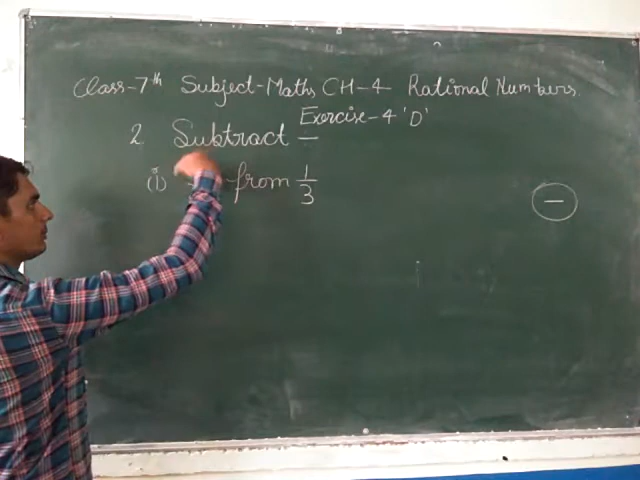 Class-7th Subject-Maths CH-4 Rational Numbers.
Exercise-4 'D'
2 Subtract -
(i) from 1/3
-